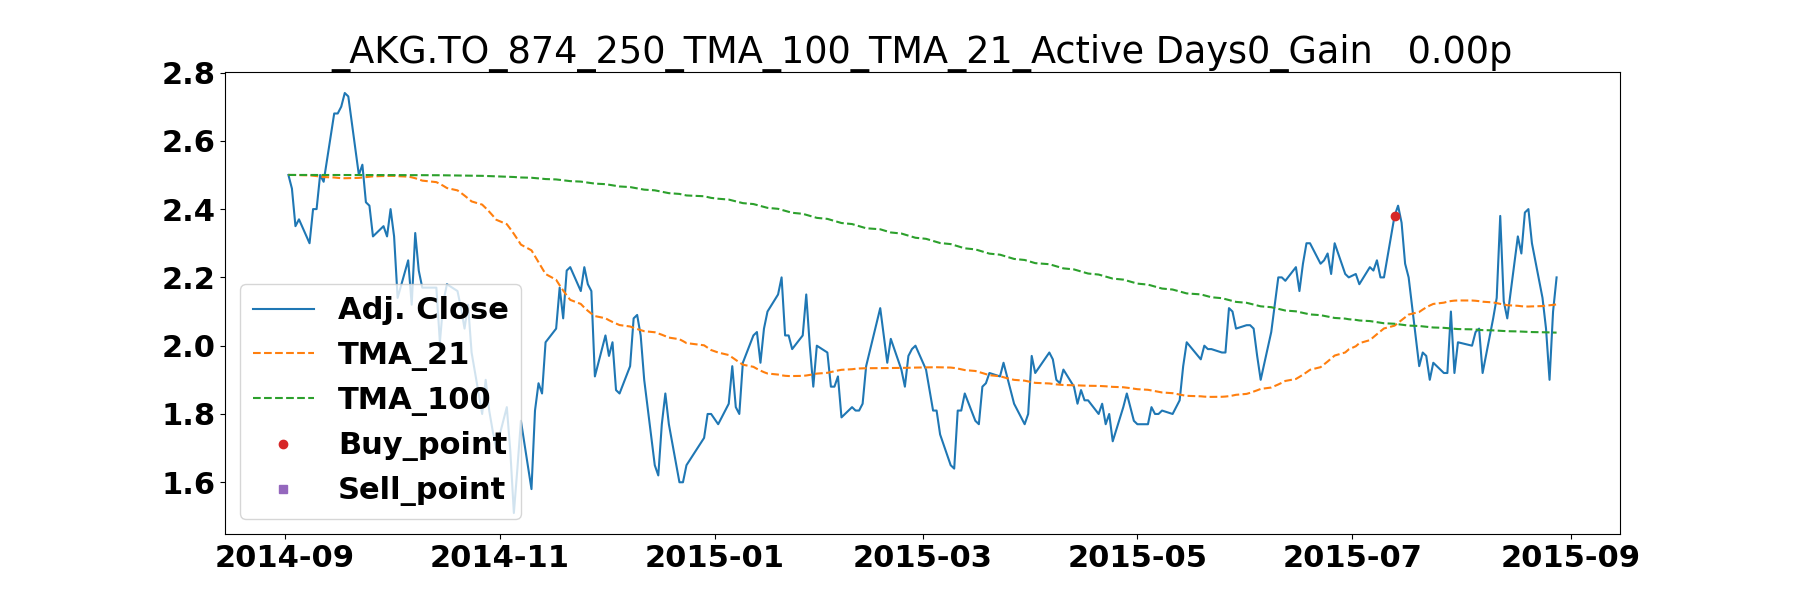 _AKG.TO_874_250_TMA_100_TMA_21_Active Days0_Gain   0.00p
2.8
2.6
2.4
2.2
2.0
1.8
1.6
Adj. Close
TMA_21
TMA_100
Buy_point
Sell_point
2014-09 2014-11 2015-01 2015-03 2015-05 2015-07 2015-09